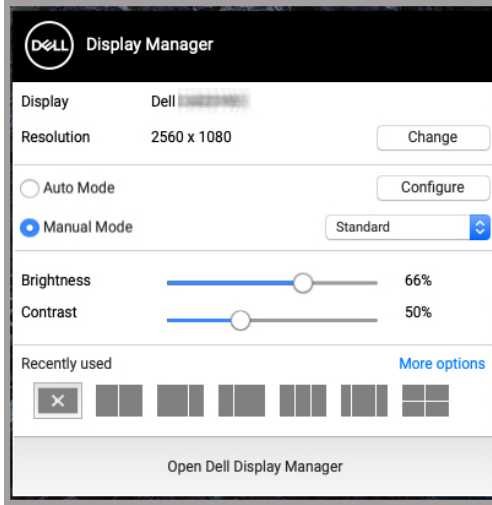 DELL Display Manager
Display Dell
Resolution 2560 x 1080 Change
Auto Mode Configure
Manual Mode Standard
Brightness 66%
Contrast 50%
Recently used More options
Open Dell Display Manager